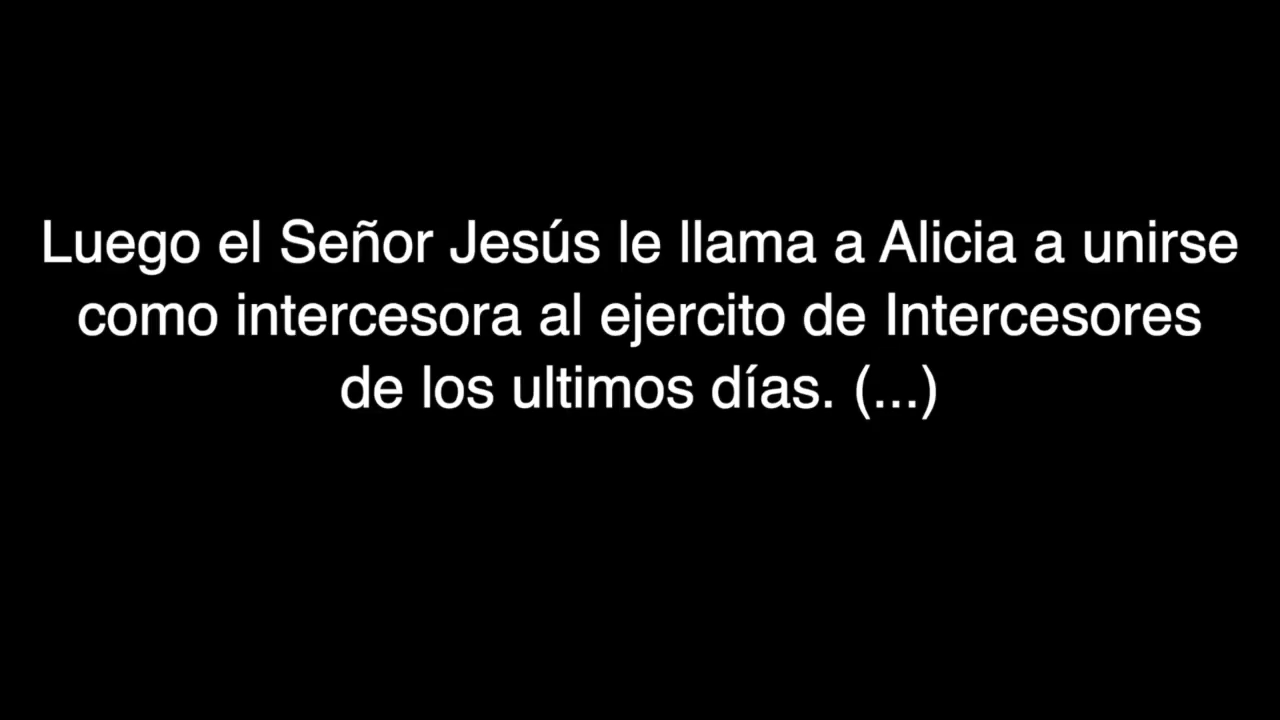 Luego el Señor Jesús le llama a Alicia a unirse
como intercesora al ejercito de Intercesores
de los ultimos días. (...)